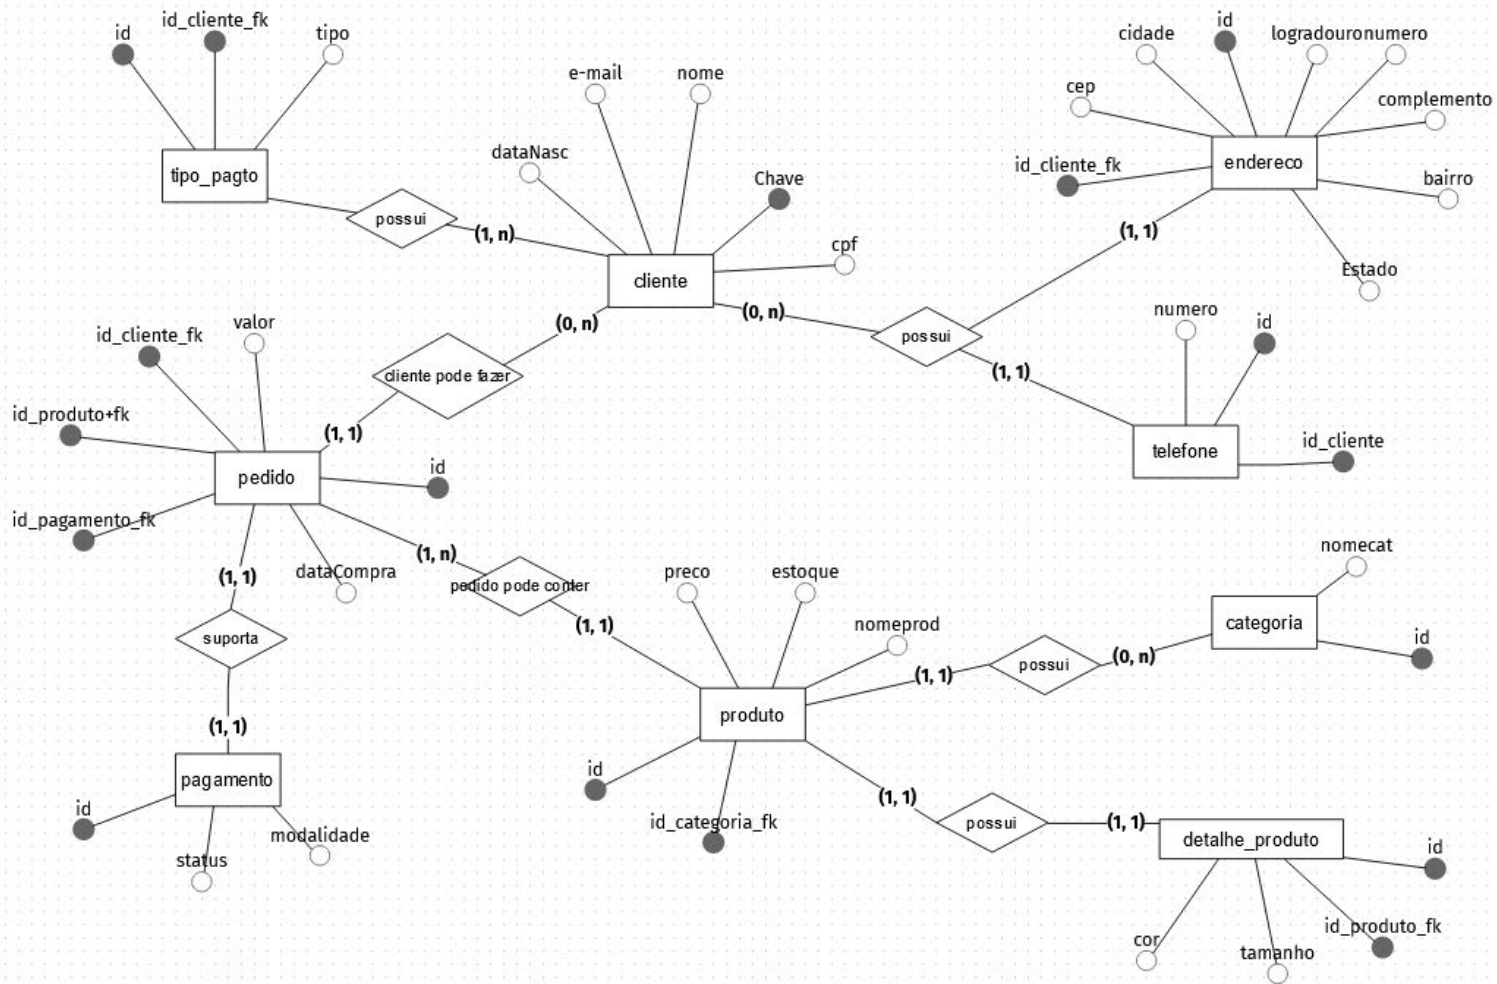 id
id_cliente_fk
tipo
tipo_pagto
possui
(1, n)
e-mail
nome
dataNasc
Chave
cpf
cliente
(0, n)
(0, n)
cidade
id
logradouro
numero
cep
complemento
id_cliente_fk
endereco
bairro
Estado
(1, 1)
possui
(1, 1)
numero
id
telefone
id_cliente
cliente pode fazer
(1, 1)
id_cliente_fk
valor
id_produto+fk
pedido
id
id_pagamento_fk
dataCompra
(1, 1)
suporta
(1, 1)
pagamento
id
status
modalidade
(1, n)
pedido pode conter
(1, 1)
preco
estoque
nomeprod
produto
id
id_categoria_fk
(1, 1)
possui
(0, n)
nomecat
categoria
id
(1, 1)
possui
(1, 1)
detalhe_produto
id
id_produto_fk
cor
tamanho